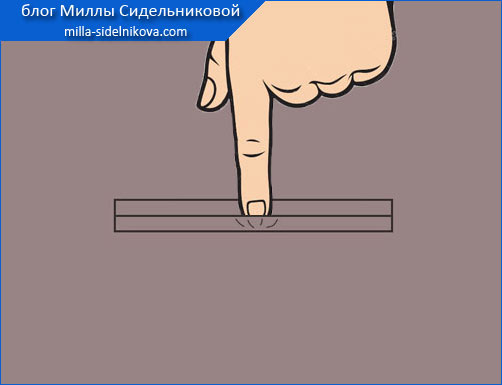 блог Миллы Сидельниковой
milla-sidelnikova.com